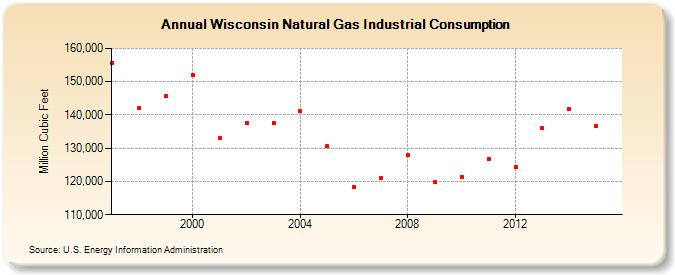 Annual Wisconsin Natural Gas Industrial Consumption
Million Cubic Feet
160,000
150,000
140,000
130,000
120,000
110,000
2000 2004 2008 2012
Source: U.S. Energy Information Administration